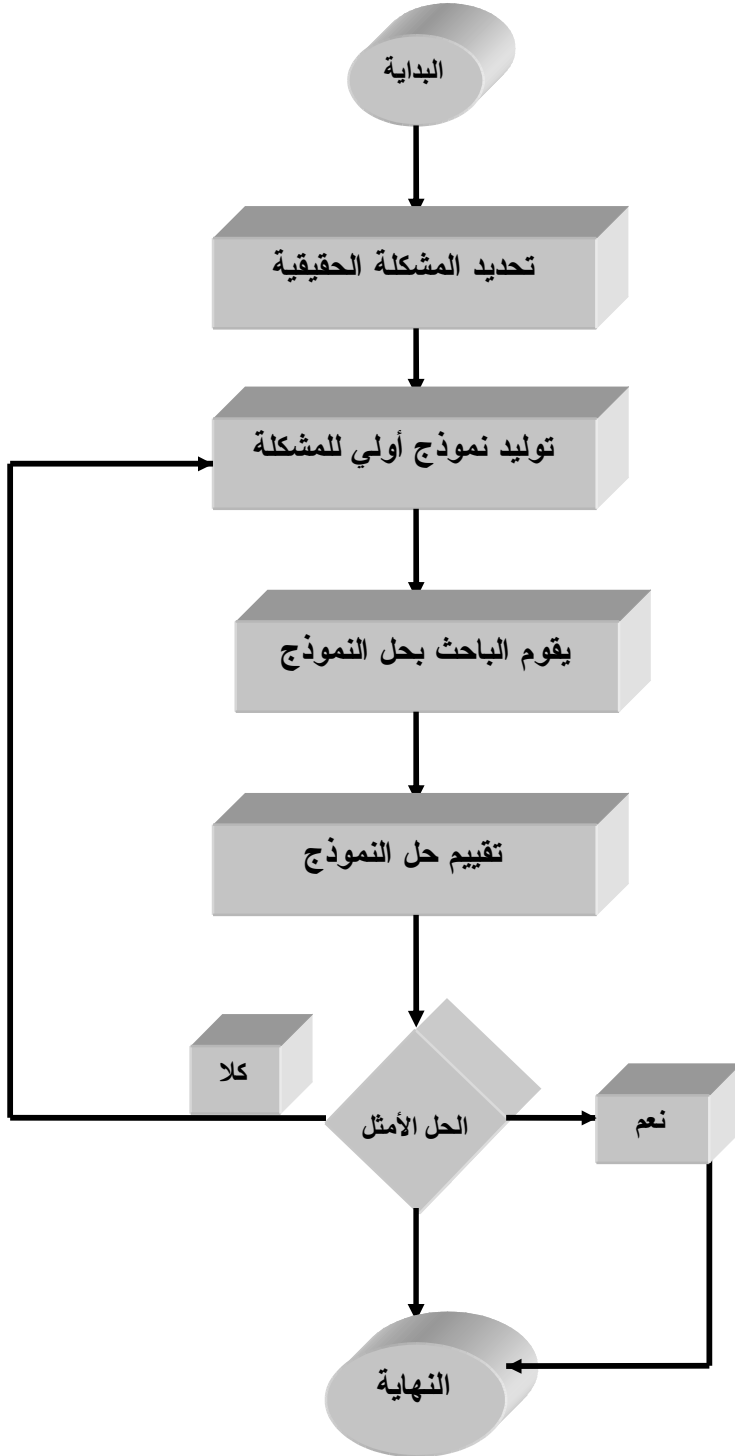 البداية
تحديد المشكلة الحقيقية
توليد نموذج أولي للمشكلة
يقوم الباحث بحل النموذج
تقييم حل النموذج
كلا
الحل الأمثل
نعم
النهاية